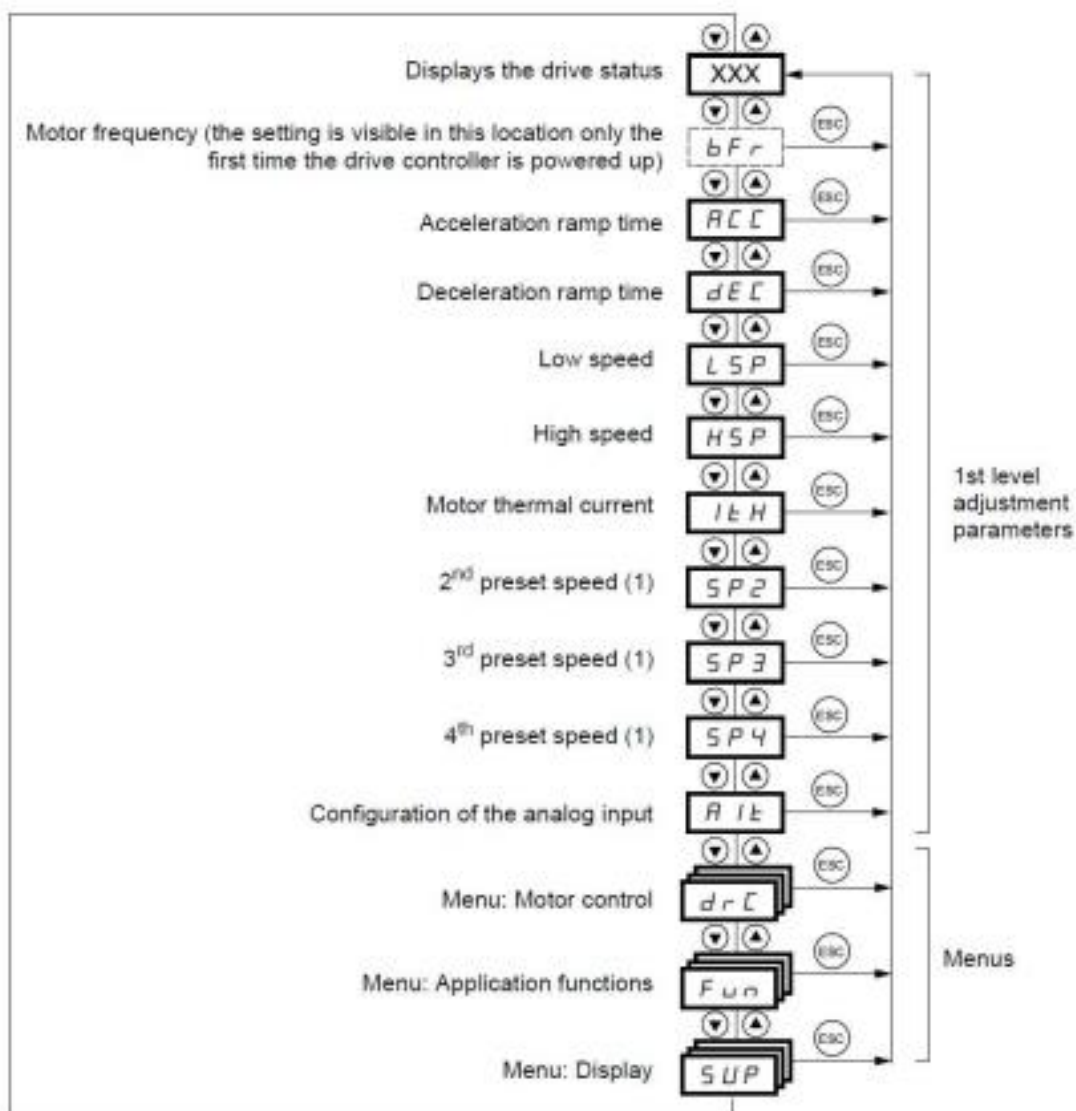 Displays the drive status
XXX
Motor frequency (the setting is visible in this location only the
first time the drive controller is powered up)
bFr
ESC
Acceleration ramp time
ACC
ESC
Deceleration ramp time
dEC
ESC
Low speed
LSP
ESC
High speed
HSP
ESC
Motor thermal current
ItH
ESC
2nd preset speed (1)
SP2
ESC
3rd preset speed (1)
SP3
ESC
4th preset speed (1)
SP4
ESC
Configuration of the analog input
AIt
ESC
1st level
adjustment
parameters
Menu: Motor control
drC
ESC
Menu: Application functions
Fun
ESC
Menu: Display
SUP
ESC
Menus